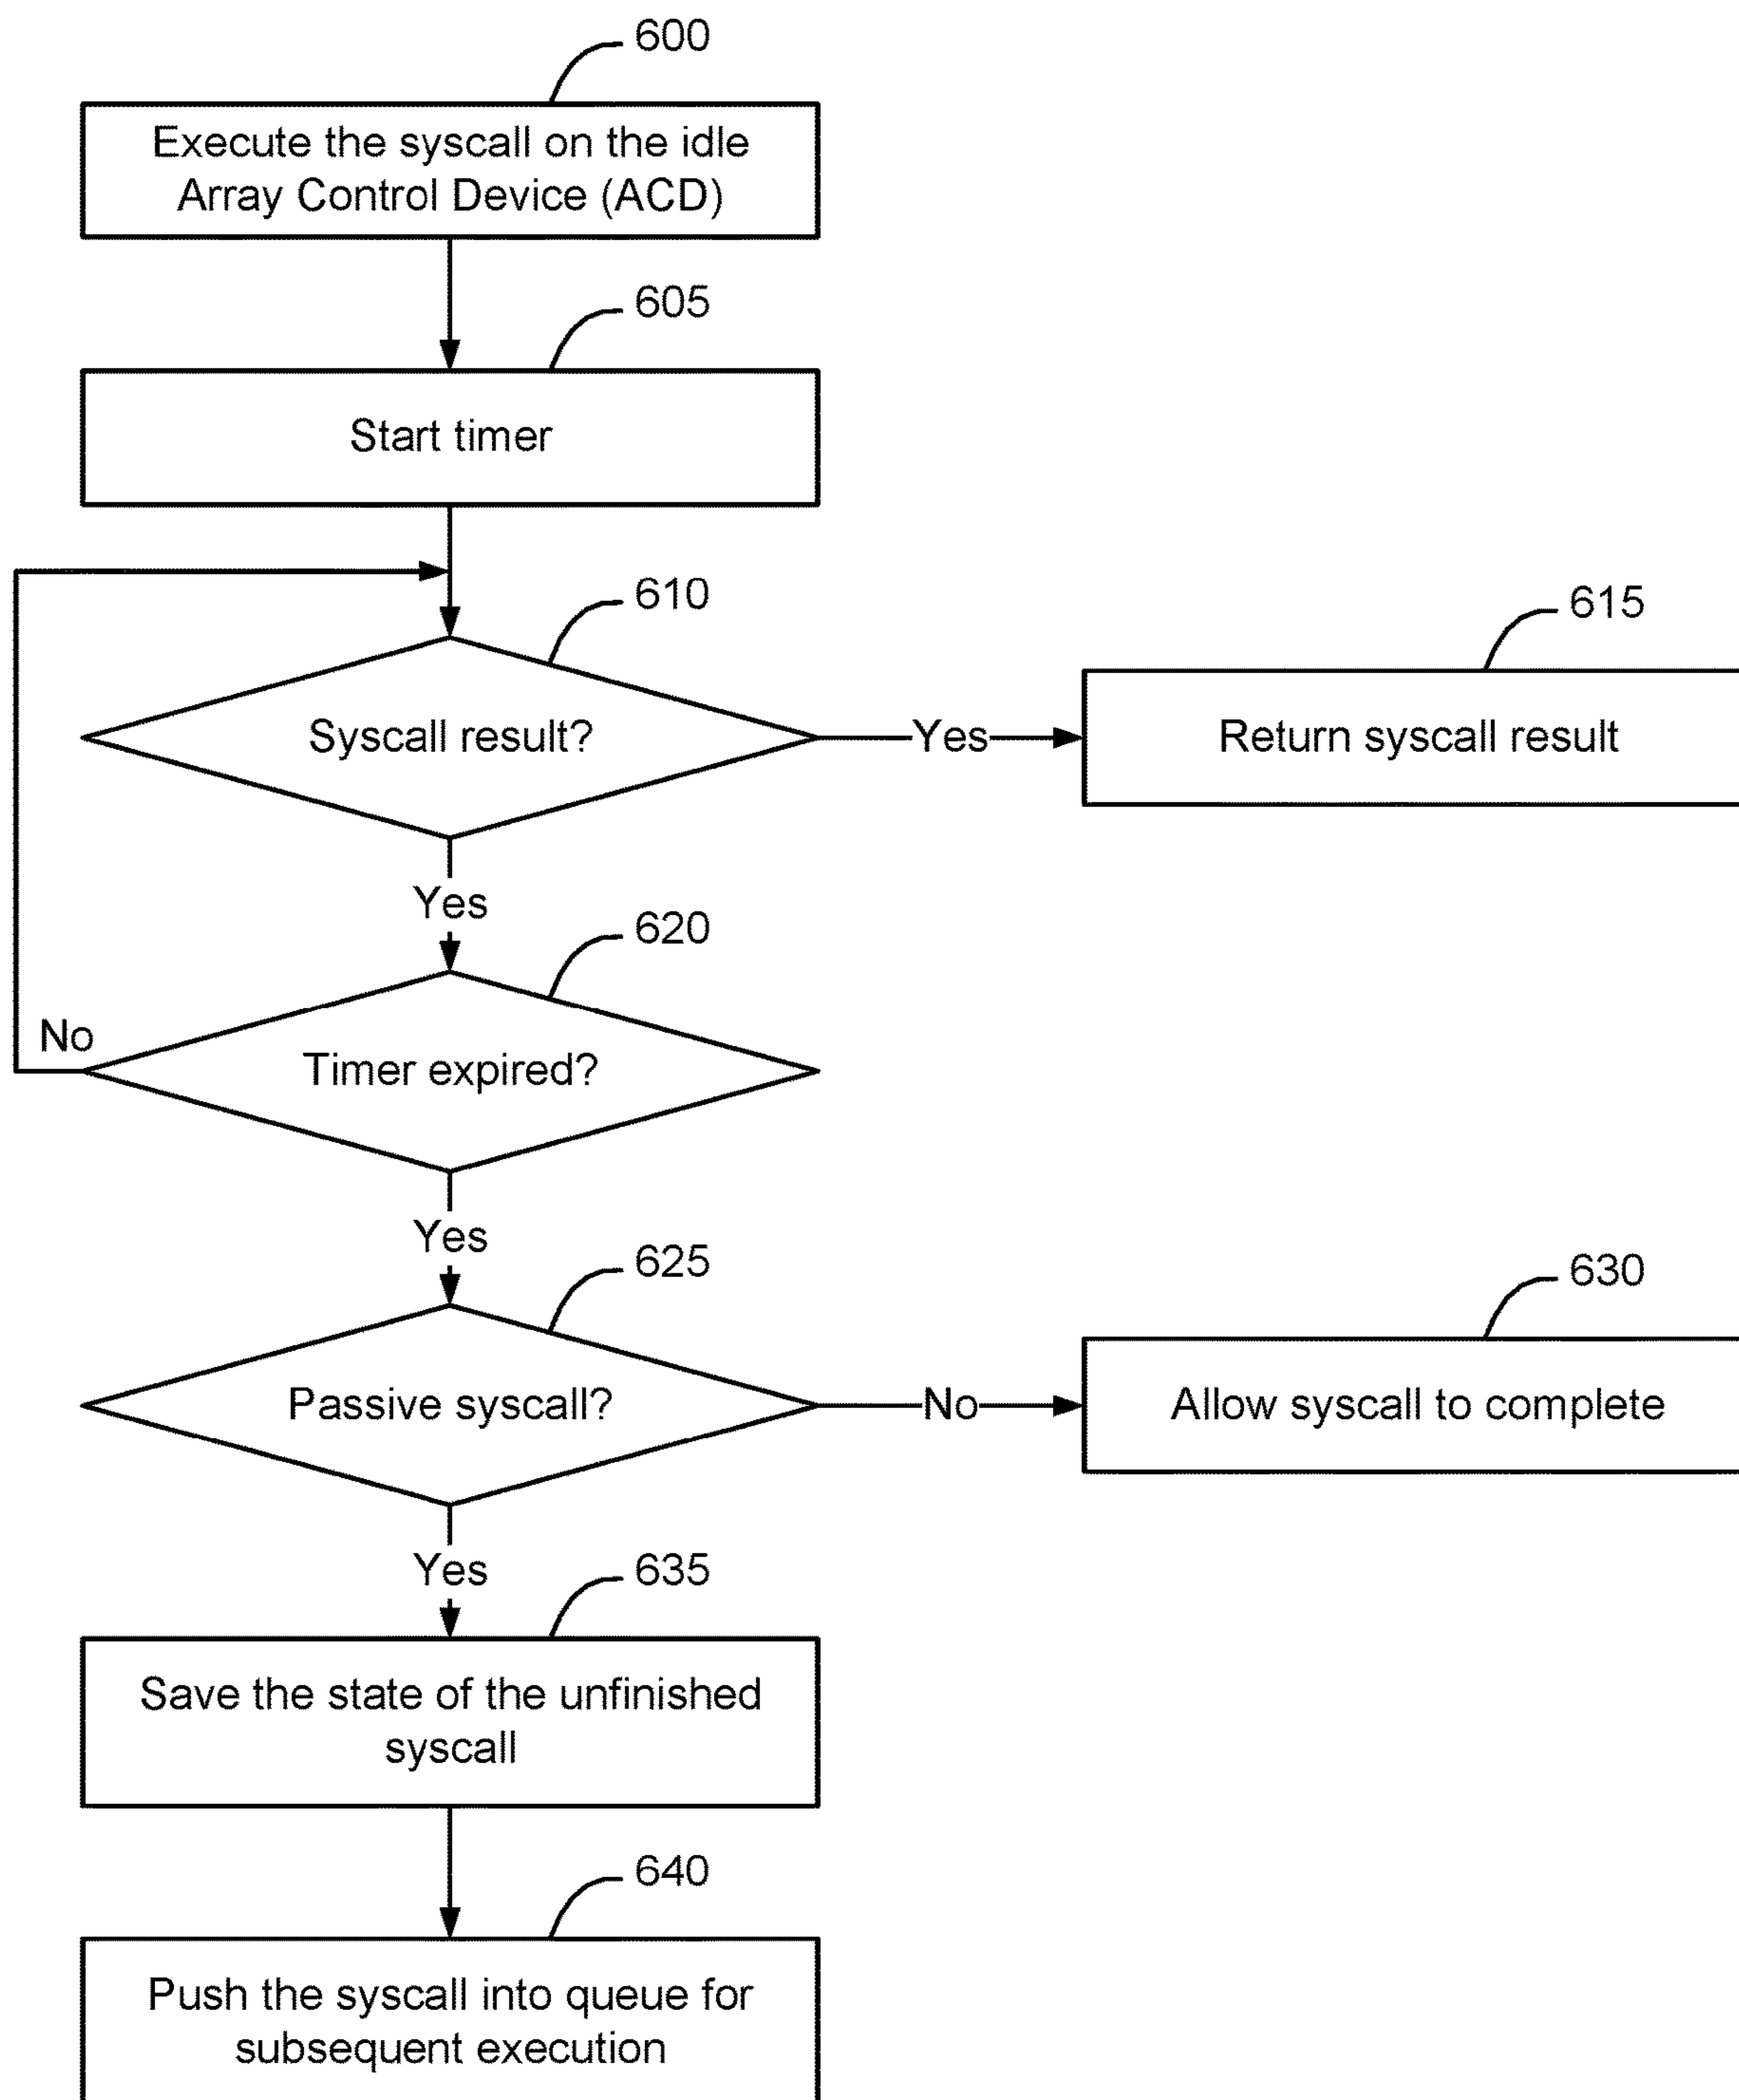 600
Execute the syscall on the idle
Array Control Device (ACD)
605
Start timer
610
615
Syscall result?
Yes
Return syscall result
Yes
620
No
Timer expired?
Yes
625
630
Passive syscall?
No
Allow syscall to complete
Yes
635
Save the state of the unfinished
syscall
640
Push the syscall into queue for
subsequent execution